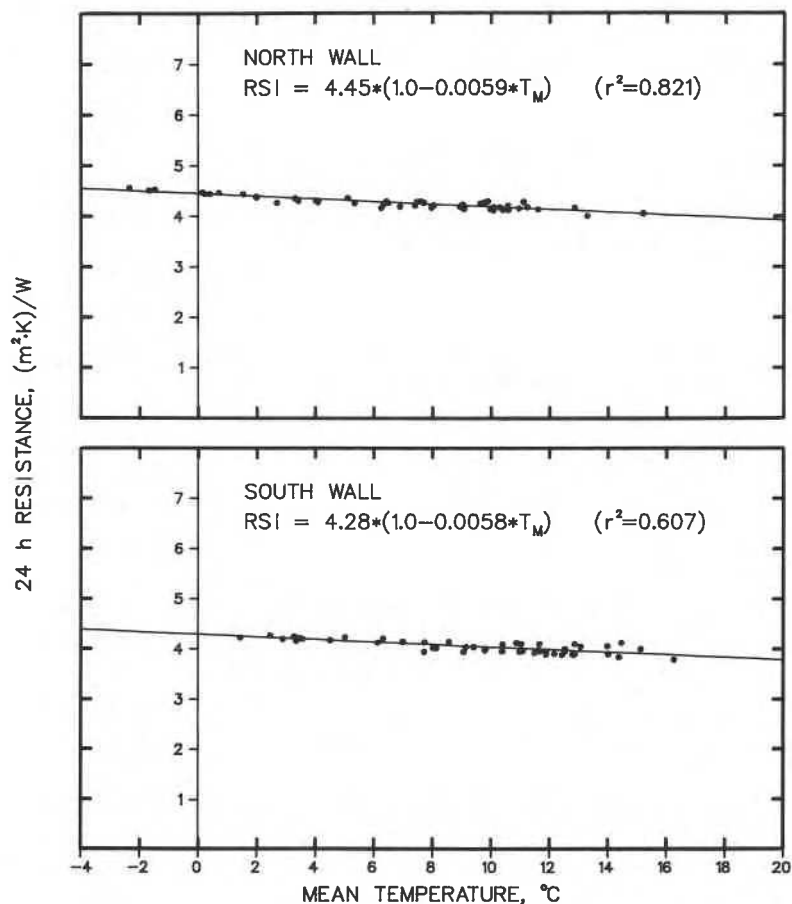 NORTH WALL
RSI = 4.45*(1.0-0.0059*T_M) (r²=0.821)
7
6
5
4
3
2
1
24 h RESISTANCE, (m²·K)/W
SOUTH WALL
RSI = 4.28*(1.0-0.0058*T_M) (r²=0.607)
7
6
5
4
3
2
1
-4 -2 0 2 4 6 8 10 12 14 16 18 20
MEAN TEMPERATURE, °C